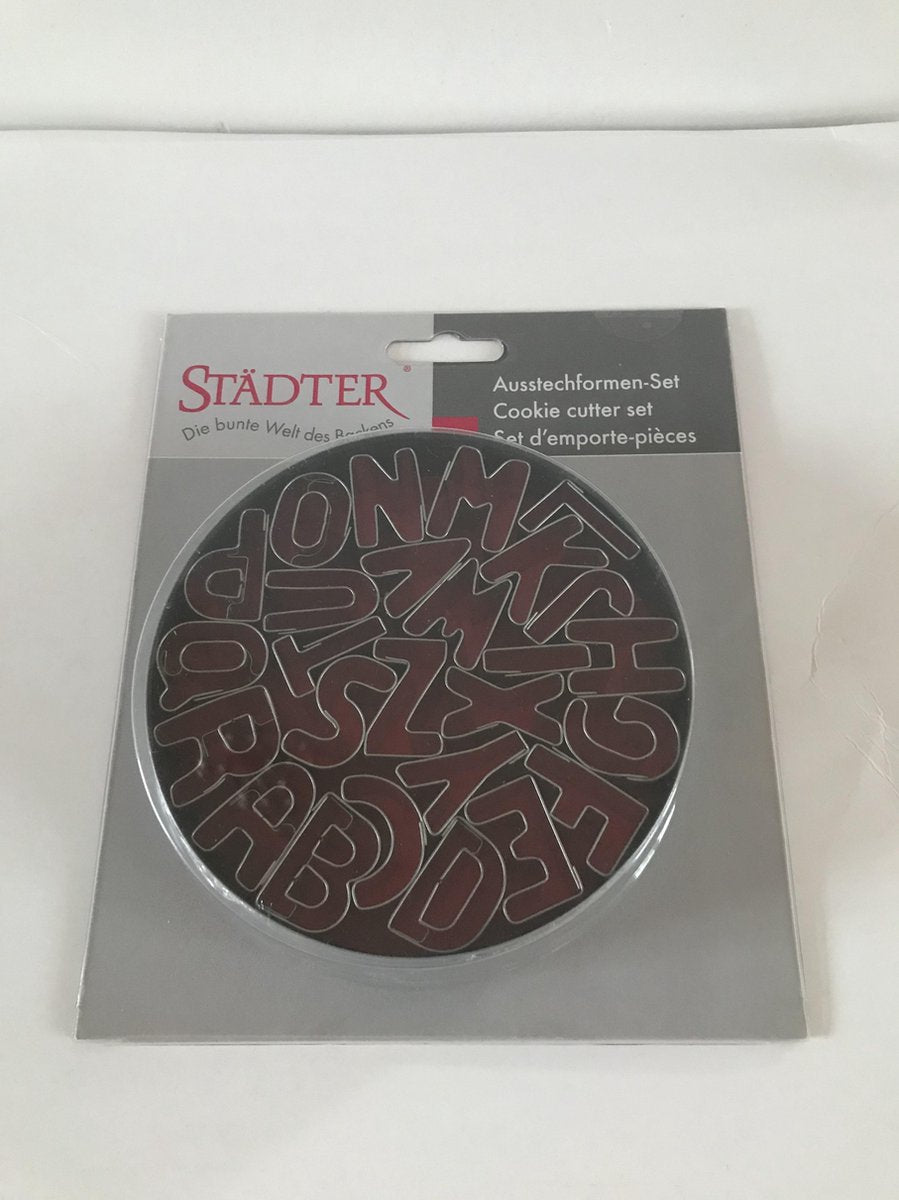 STÄDTER®
Die bunte Welt des Backens
Ausstechformen-Set
Cookie cutter set
Set d'emporte-pièces